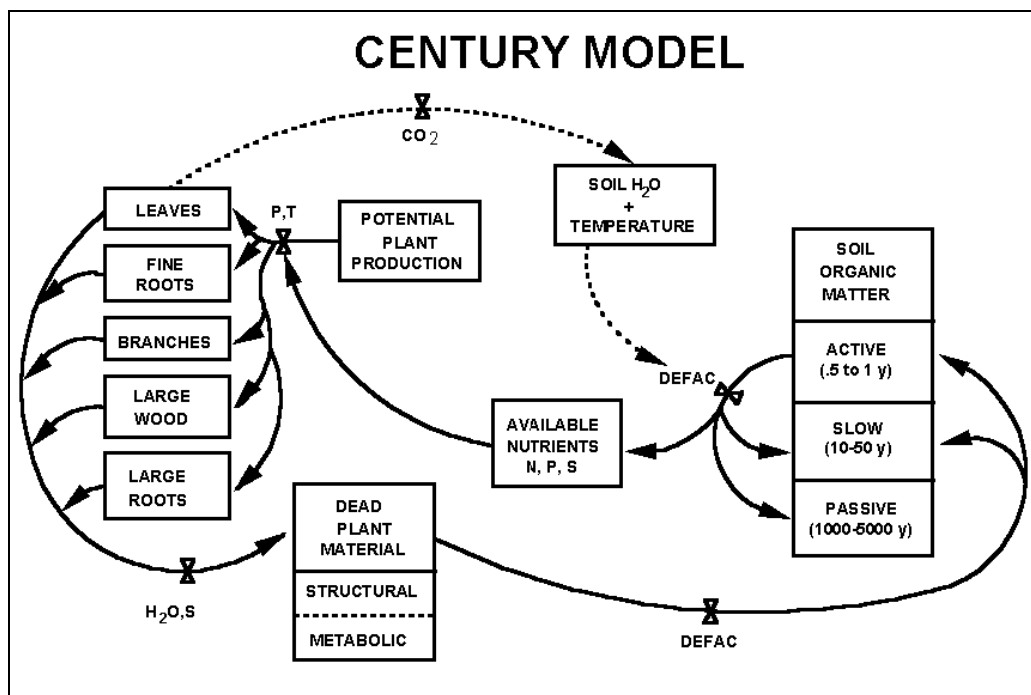 CENTURY MODEL
CO2
SOIL H2O
+
TEMPERATURE
LEAVES
P,T
POTENTIAL
PLANT
PRODUCTION
FINE
ROOTS
BRANCHES
LARGE
WOOD
LARGE
ROOTS
SOIL
ORGANIC
MATTER
ACTIVE
(.5 to 1 y)
SLOW
(10-50 y)
PASSIVE
(1000-5000 y)
DEFAC
AVAILABLE
NUTRIENTS
N, P, S
DEAD
PLANT
MATERIAL
STRUCTURAL
METABOLIC
H2O,S
DEFAC